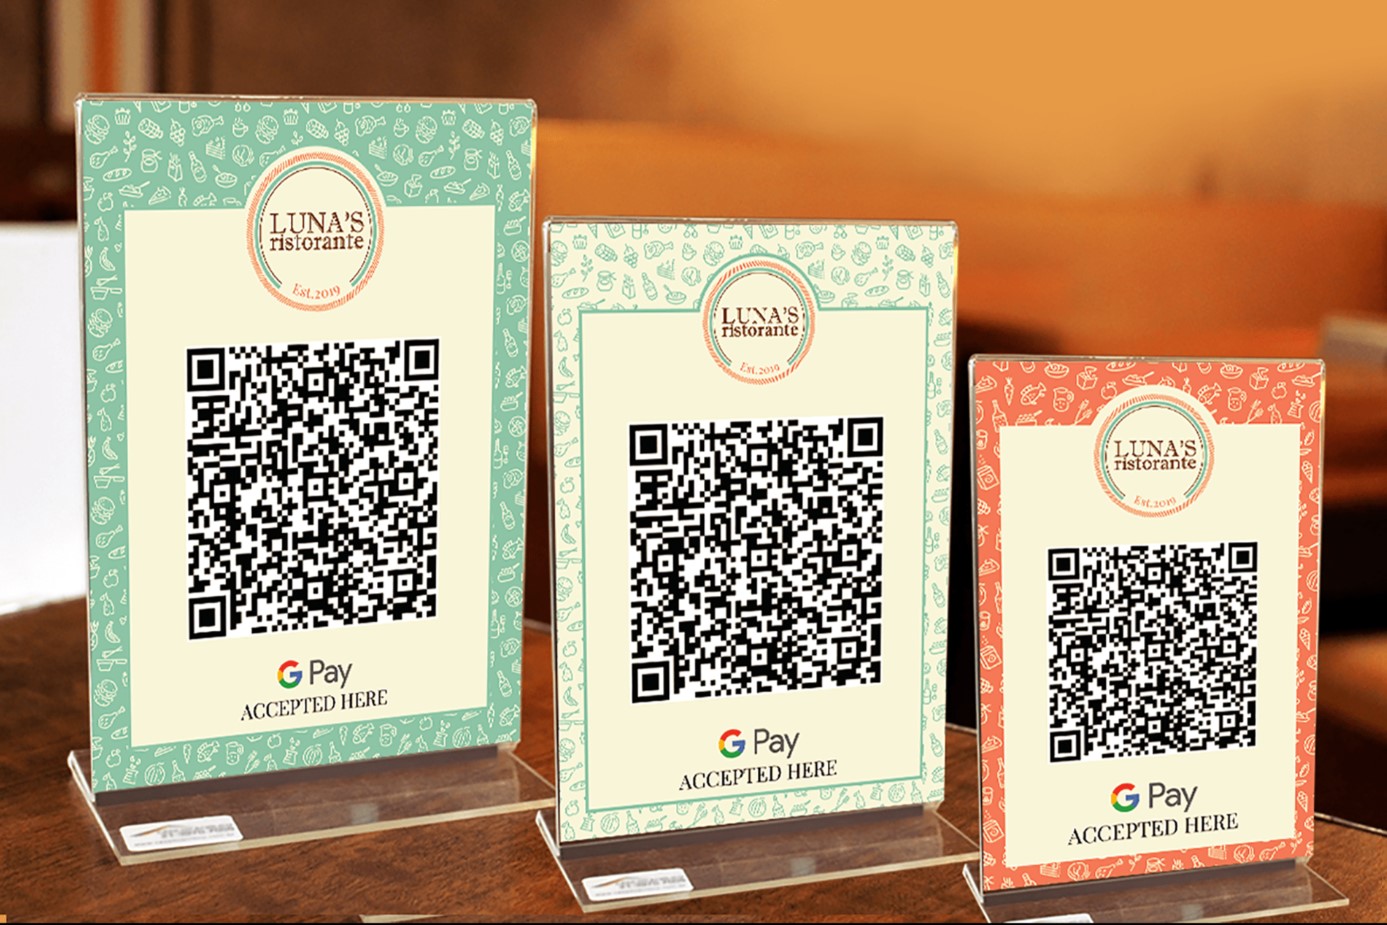 LUNA'S
ristorante
Est.2019
G Pay
ACCEPTED HERE
LUNA'S
ristorante
Est.2019
G Pay
ACCEPTED HERE
LUNA'S
ristorante
Est.2019
G Pay
ACCEPTED HERE